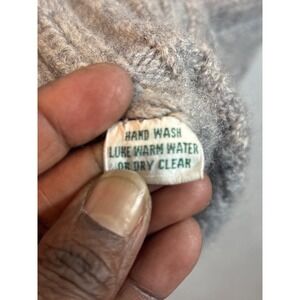 HAND WASH
LUKE WARM WATER
OR DRY CLEAN